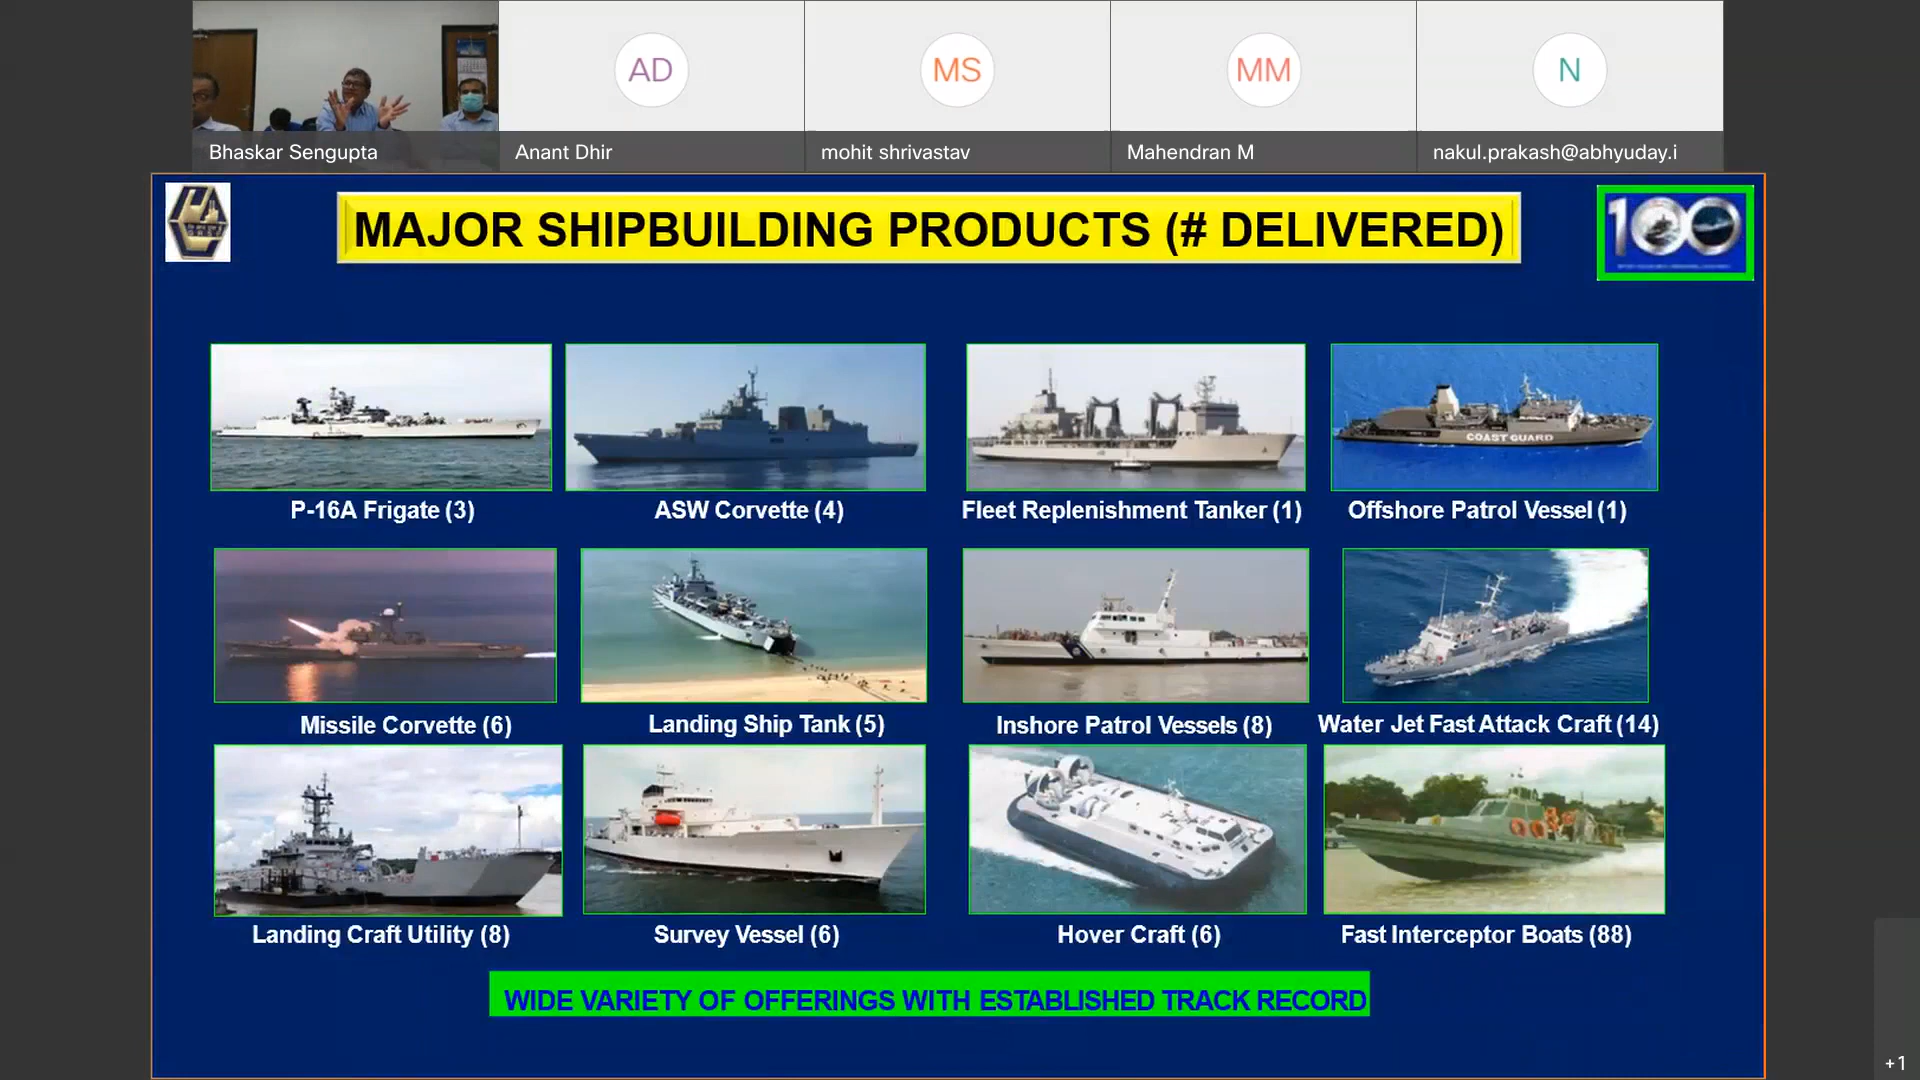 AD
MS
MM
N
Bhaskar Sengupta
Anant Dhir
mohit shrivastav
Mahendran M
nakul.prakash@abhyuday.i
MAJOR SHIPBUILDING PRODUCTS (# DELIVERED)
100
COAST GUARD
P-16A Frigate (3)
ASW Corvette (4)
Fleet Replenishment Tanker (1)
Offshore Patrol Vessel (1)
Missile Corvette (6)
Landing Ship Tank (5)
Inshore Patrol Vessels (8)
Water Jet Fast Attack Craft (14)
Landing Craft Utility (8)
Survey Vessel (6)
Hover Craft (6)
Fast Interceptor Boats (88)
WIDE VARIETY OF OFFERINGS WITH ESTABLISHED TRACK RECORD
+1